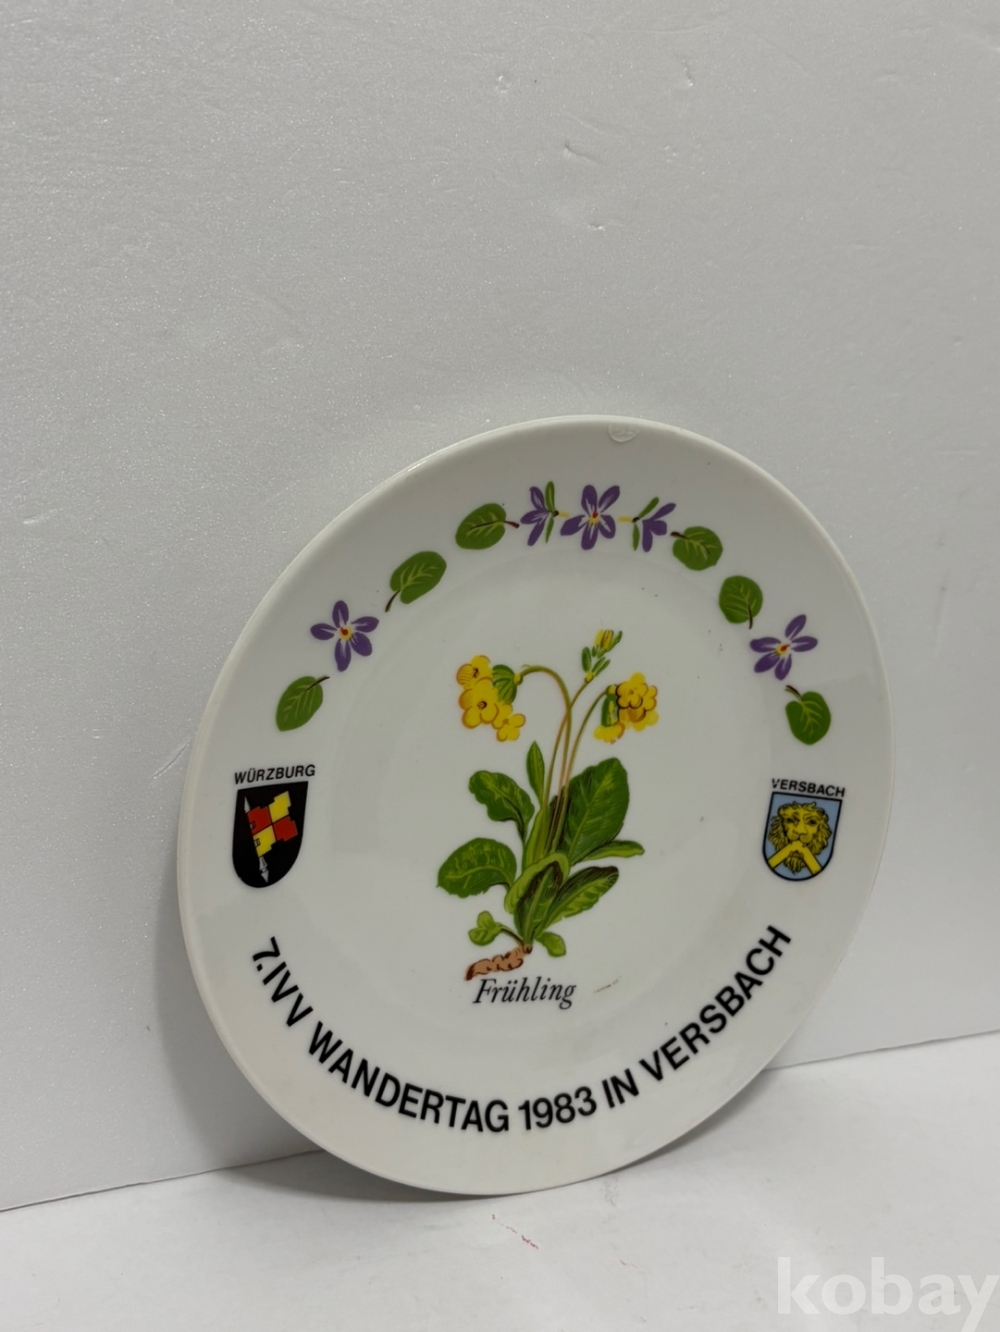 WÜRZBURG
VERSBACH
Frühling
7. IVV WANDERTAG 1983 IN VERSBACH
kobay